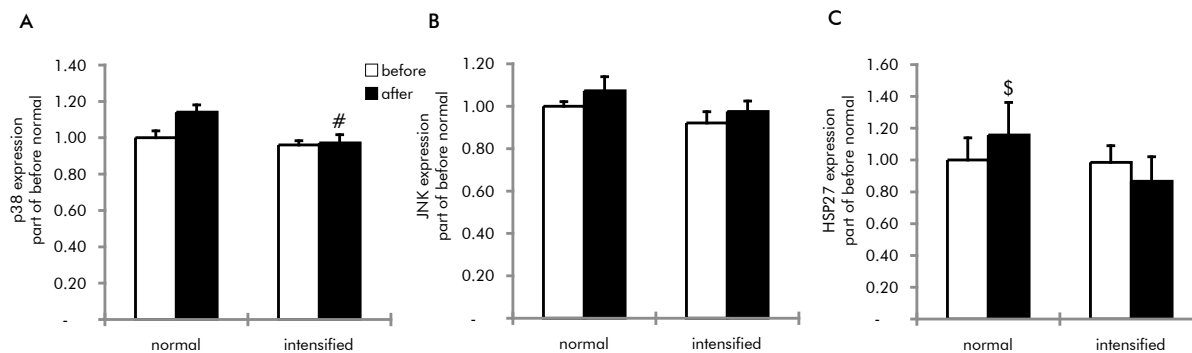 A
p38 expression
part of before normal
1.40
1.20
1.00
0.80
0.60
0.40
0.20
-
before
after
#
normal
intensified
B
JNK expression
part of before normal
1.20
1.00
0.80
0.60
0.40
0.20
-
normal
intensified
C
HSP27 expression
part of before normal
1.60
1.40
1.20
1.00
0.80
0.60
0.40
0.20
-
$
normal
intensified